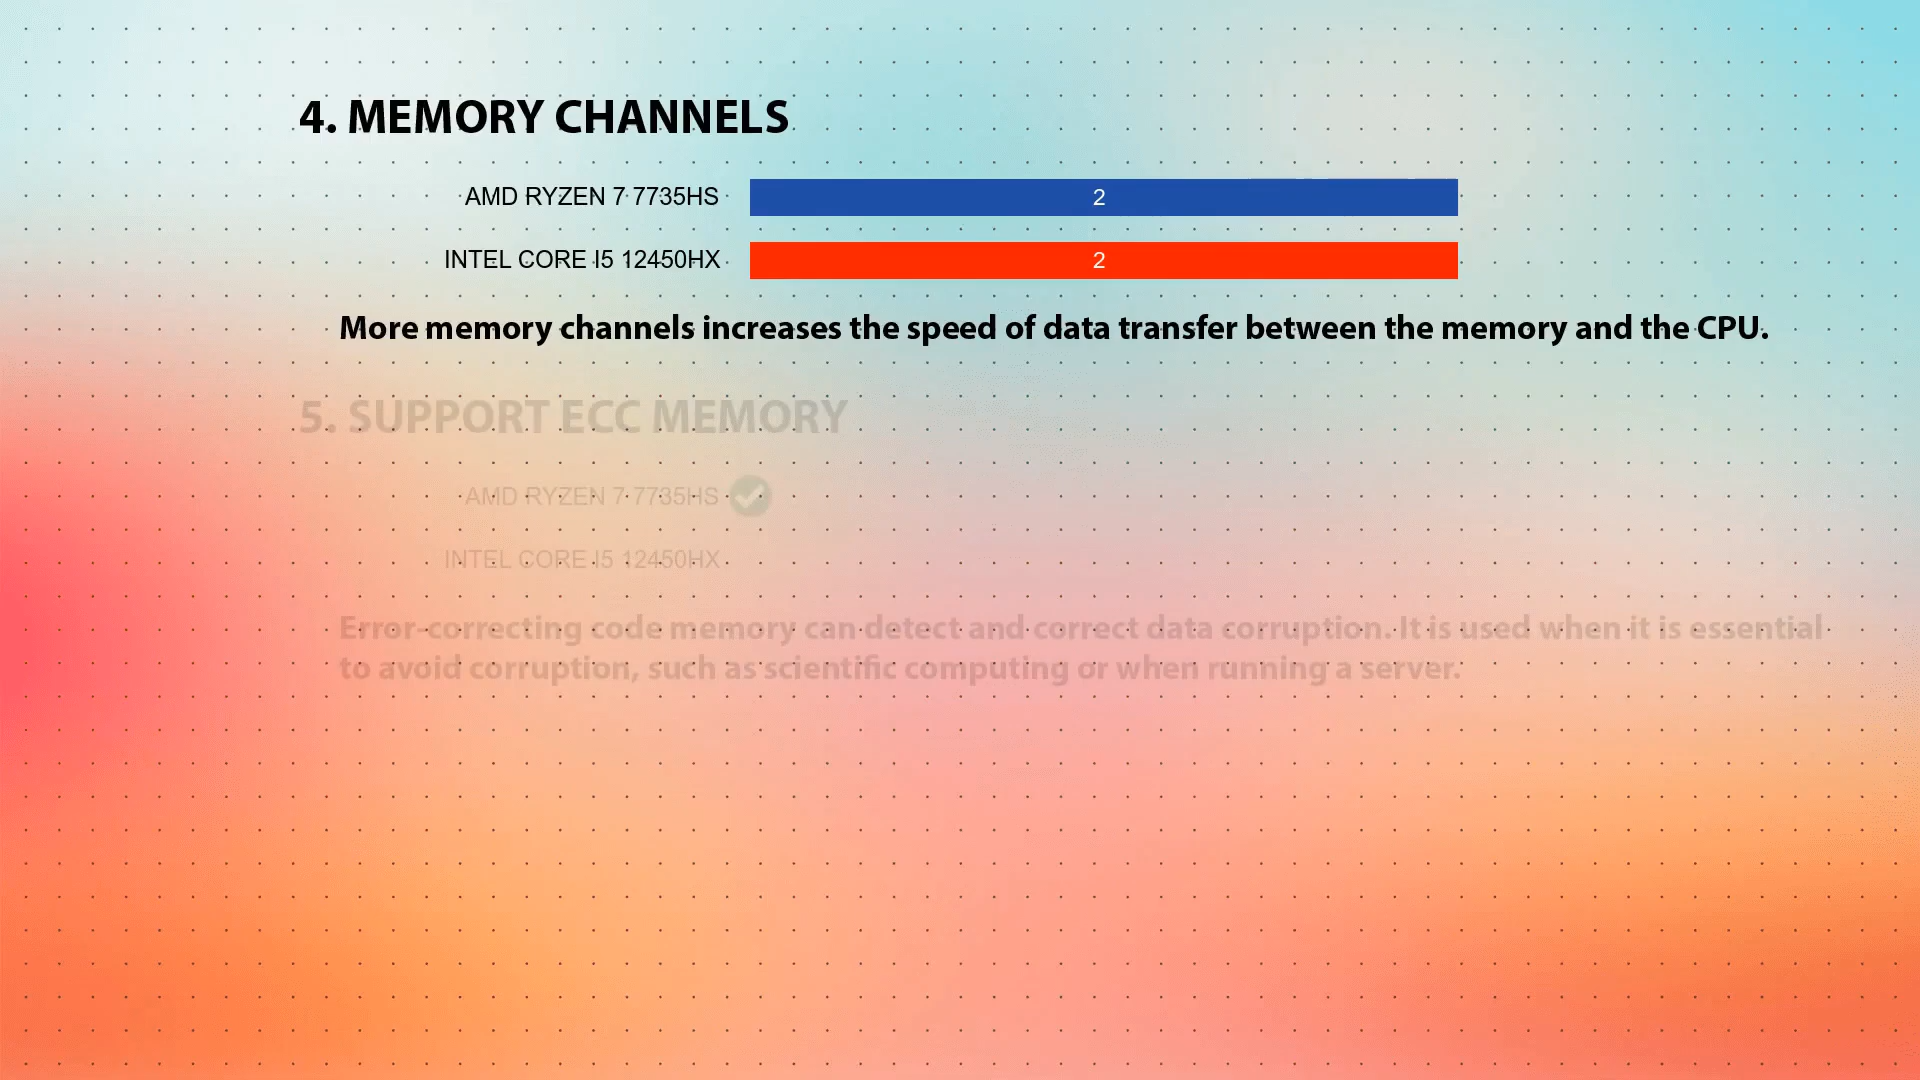 4. MEMORY CHANNELS
AMD RYZEN 7 7735HS
2
INTEL CORE I5 12450HX
2
More memory channels increases the speed of data transfer between the memory and the CPU.
5. SUPPORT ECC MEMORY
AMD RYZEN 7 7735HS
INTEL CORE I5 12450HX
Error-correcting code memory can detect and correct data corruption. It is used when it is essential
to avoid corruption, such as scientific computing or when running a server.